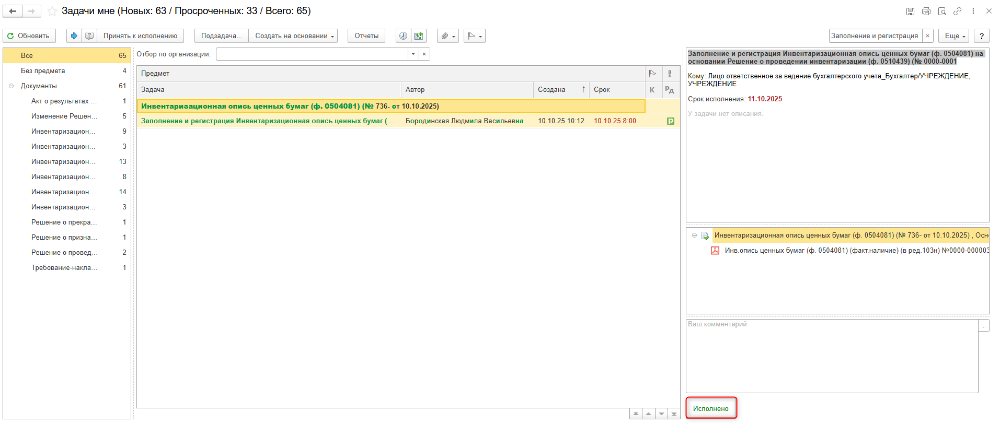 Задачи мне (Новых: 63 / Просроченных: 33 / Всего: 65)
Обновить
Принять к исполнению
Подзадача...
Создать на основании
Отчеты
Заполнение и регистрация ×
Еще
?
Все 65
Без предмета 4
Документы 61
Акт о результатах ... 1
Изменение Решен... 5
Инвентаризацион... 9
Инвентаризацион... 3
Инвентаризацион... 13
Инвентаризацион... 8
Инвентаризацион... 14
Инвентаризацион... 3
Решение о прекра... 1
Решение о призна... 1
Решение о провед... 2
Требование-накла... 1
Отбор по организации:
Предмет
Задача Автор Создана ↑ Срок К Рд
Инвентаризационная опись ценных бумаг (ф. 0504081) (№ 736- от 10.10.2025)
Заполнение и регистрация Инвентаризационная опись ценных бумаг (... Бородинская Людмила Васильевна 10.10.25 10:12 10.10.25 8:00 р
Заполнение и регистрация Инвентаризационная опись ценных бумаг (ф. 0504081) на
основании Решение о проведении инвентаризации (ф. 0510439) (№ 0000-0001
Кому: Лицо ответственное за ведение бухгалтерского учета_Бухгалтер/УЧРЕЖДЕНИЕ,
УЧРЕЖДЕНИЕ
Срок исполнения: 11.10.2025
У задачи нет описания.
Инвентаризационная опись ценных бумаг (ф. 0504081) (№ 736- от 10.10.2025) , Осно
Инв.опись ценных бумаг (ф. 0504081) (факт.наличие) (в ред.103н) №0000-000003
Ваш комментарий
...
Исполнено